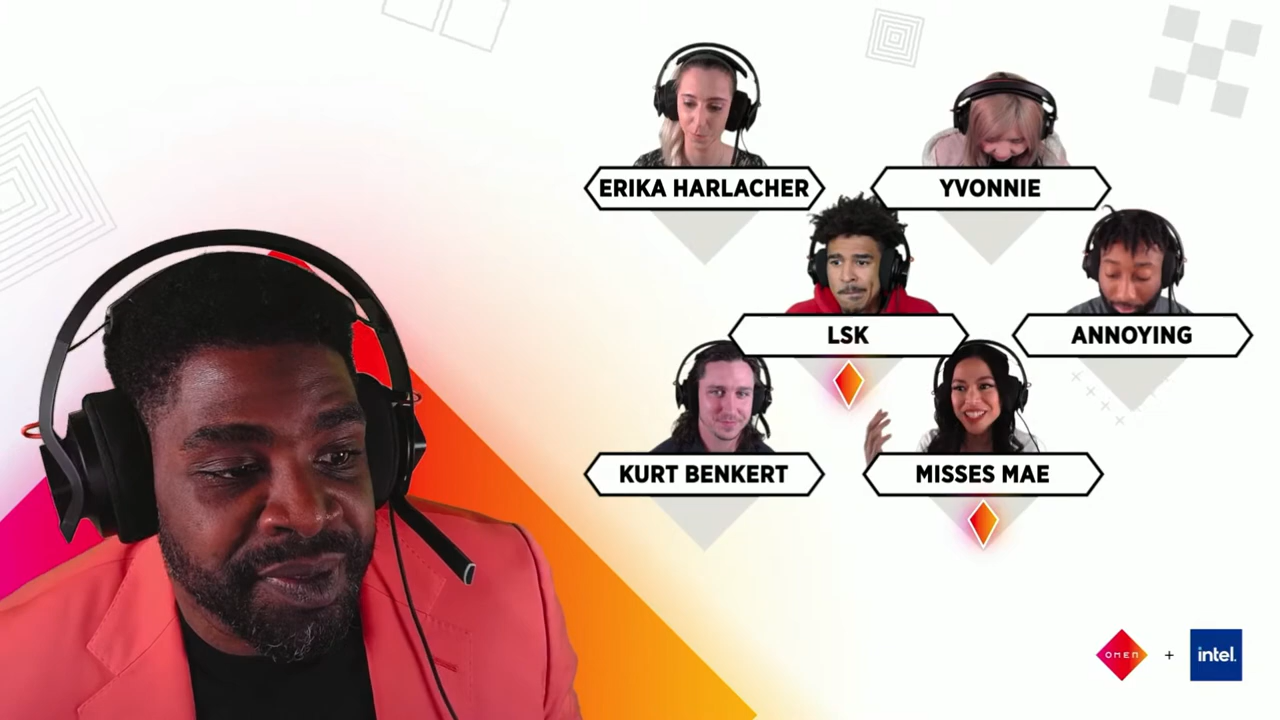 ERIKA HARLACHER
YVONNIE
LSK
ANNOYING
KURT BENKERT
MISSES MAE
OMEN + intel.